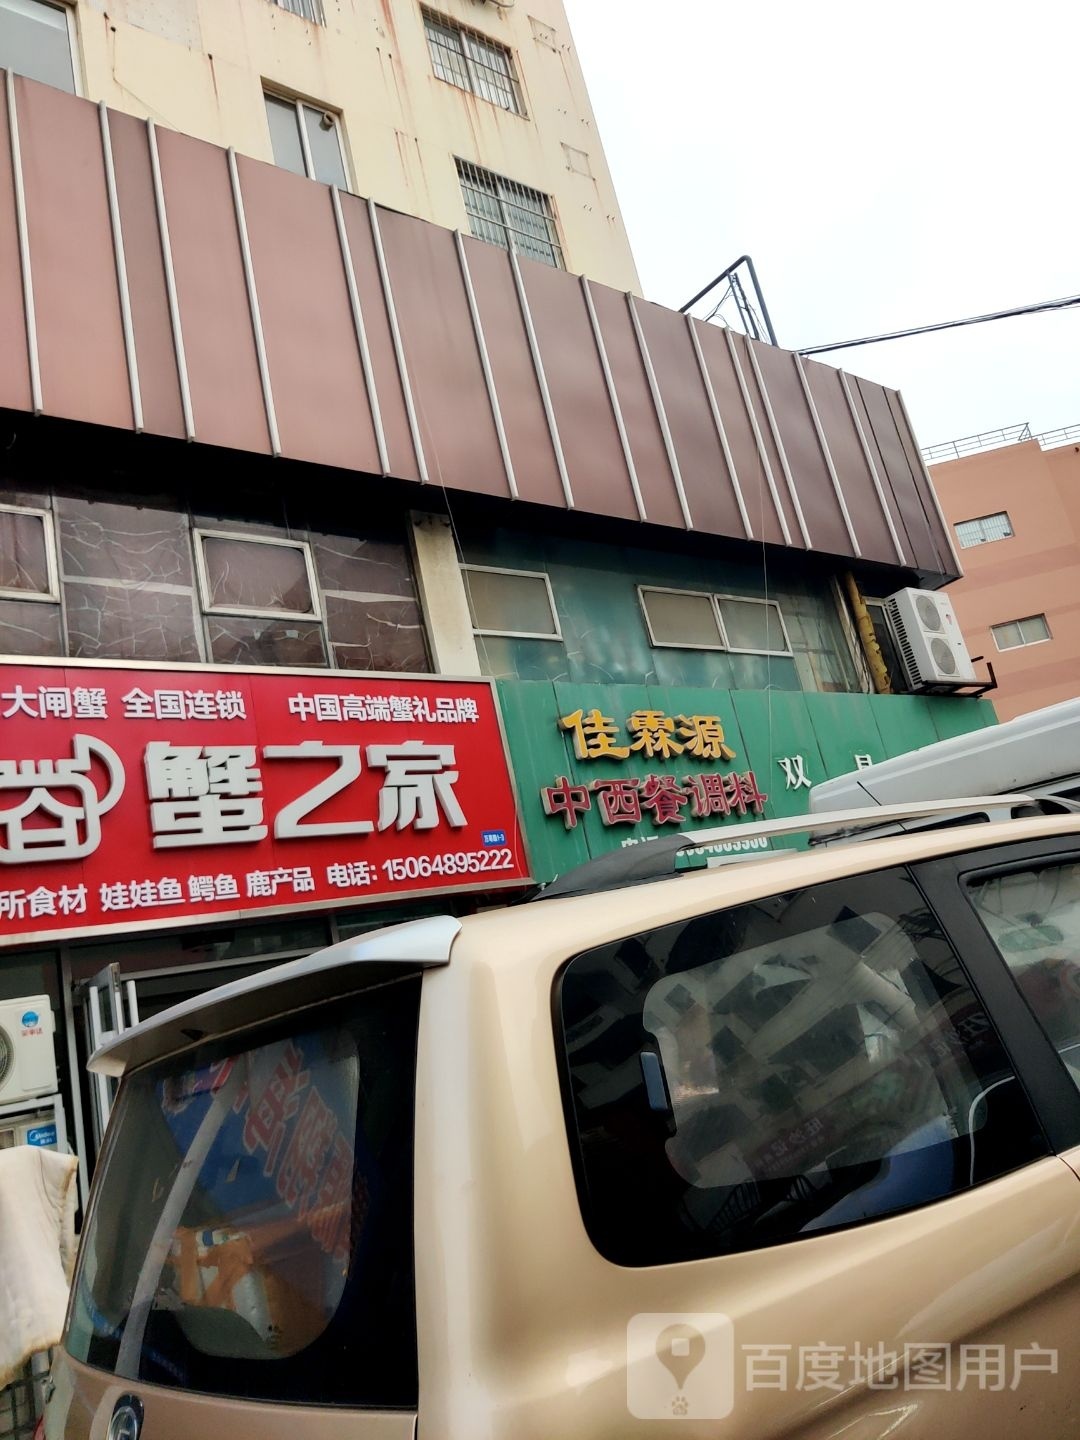 大闸蟹 全国连锁 中国高端蟹礼品牌
蟹之家
所食材 娃娃鱼 鳄鱼 鹿产品 电话:15064895222
佳霖源
中西餐调料
双
Midea
百度地图用户